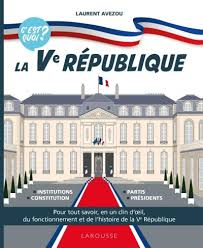 LAURENT AVEZOU
C'EST
QUOI?
LA Ve RÉPUBLIQUE
• INSTITUTIONS • PARTIS
• CONSTITUTION • PRÉSIDENTS
Pour tout savoir, en un clin d'œil,
du fonctionnement et de l'histoire de la Ve République
LAROUSSE